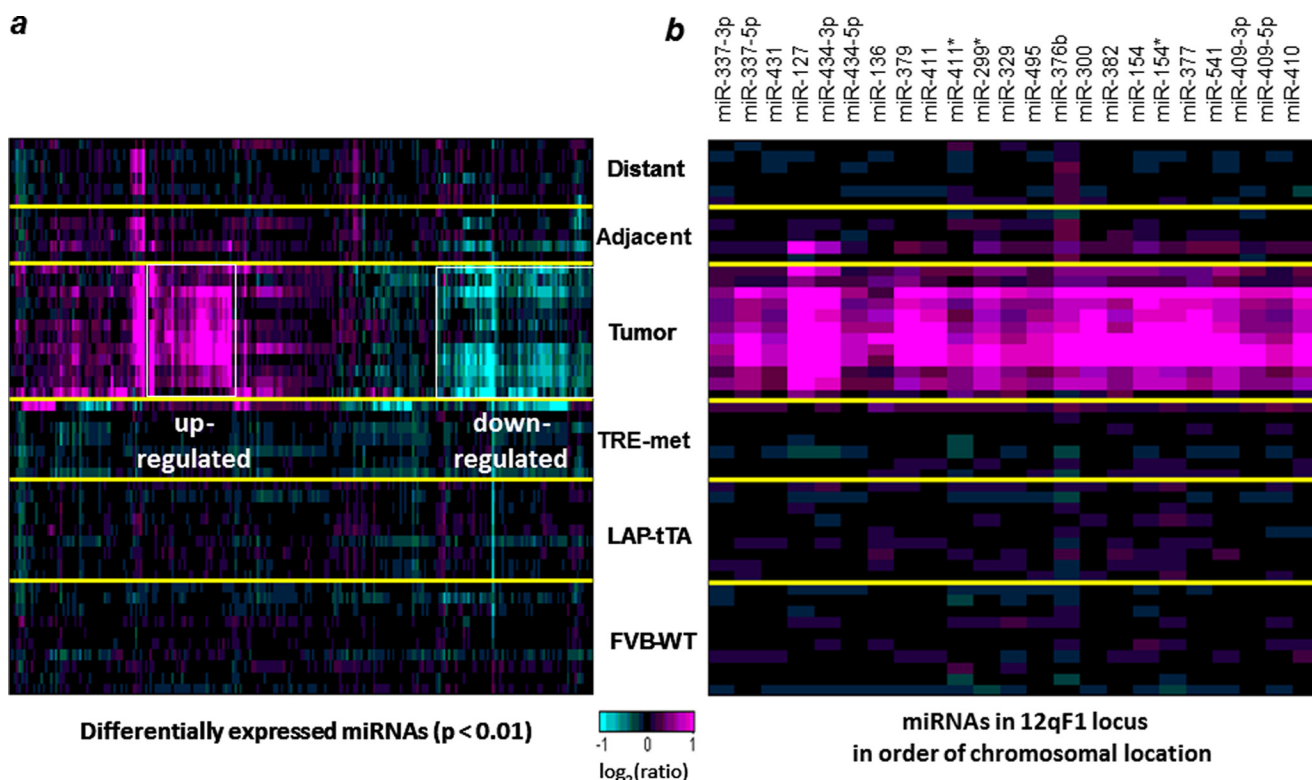 a
b
miR-337-3p
miR-337-5p
miR-431
miR-127
miR-434-3p
miR-434-5p
miR-136
miR-379
miR-411
miR-411*
miR-299*
miR-329
miR-495
miR-376b
miR-300
miR-382
miR-154
miR-154*
miR-377
miR-541
miR-409-3p
miR-409-5p
miR-410
Distant
Adjacent
Tumor
up-
regulated
down-
regulated
TRE-met
LAP-tTA
FVB-WT
Differentially expressed miRNAs (p < 0.01)
-1 0 1
log2(ratio)
miRNAs in 12qF1 locus
in order of chromosomal location